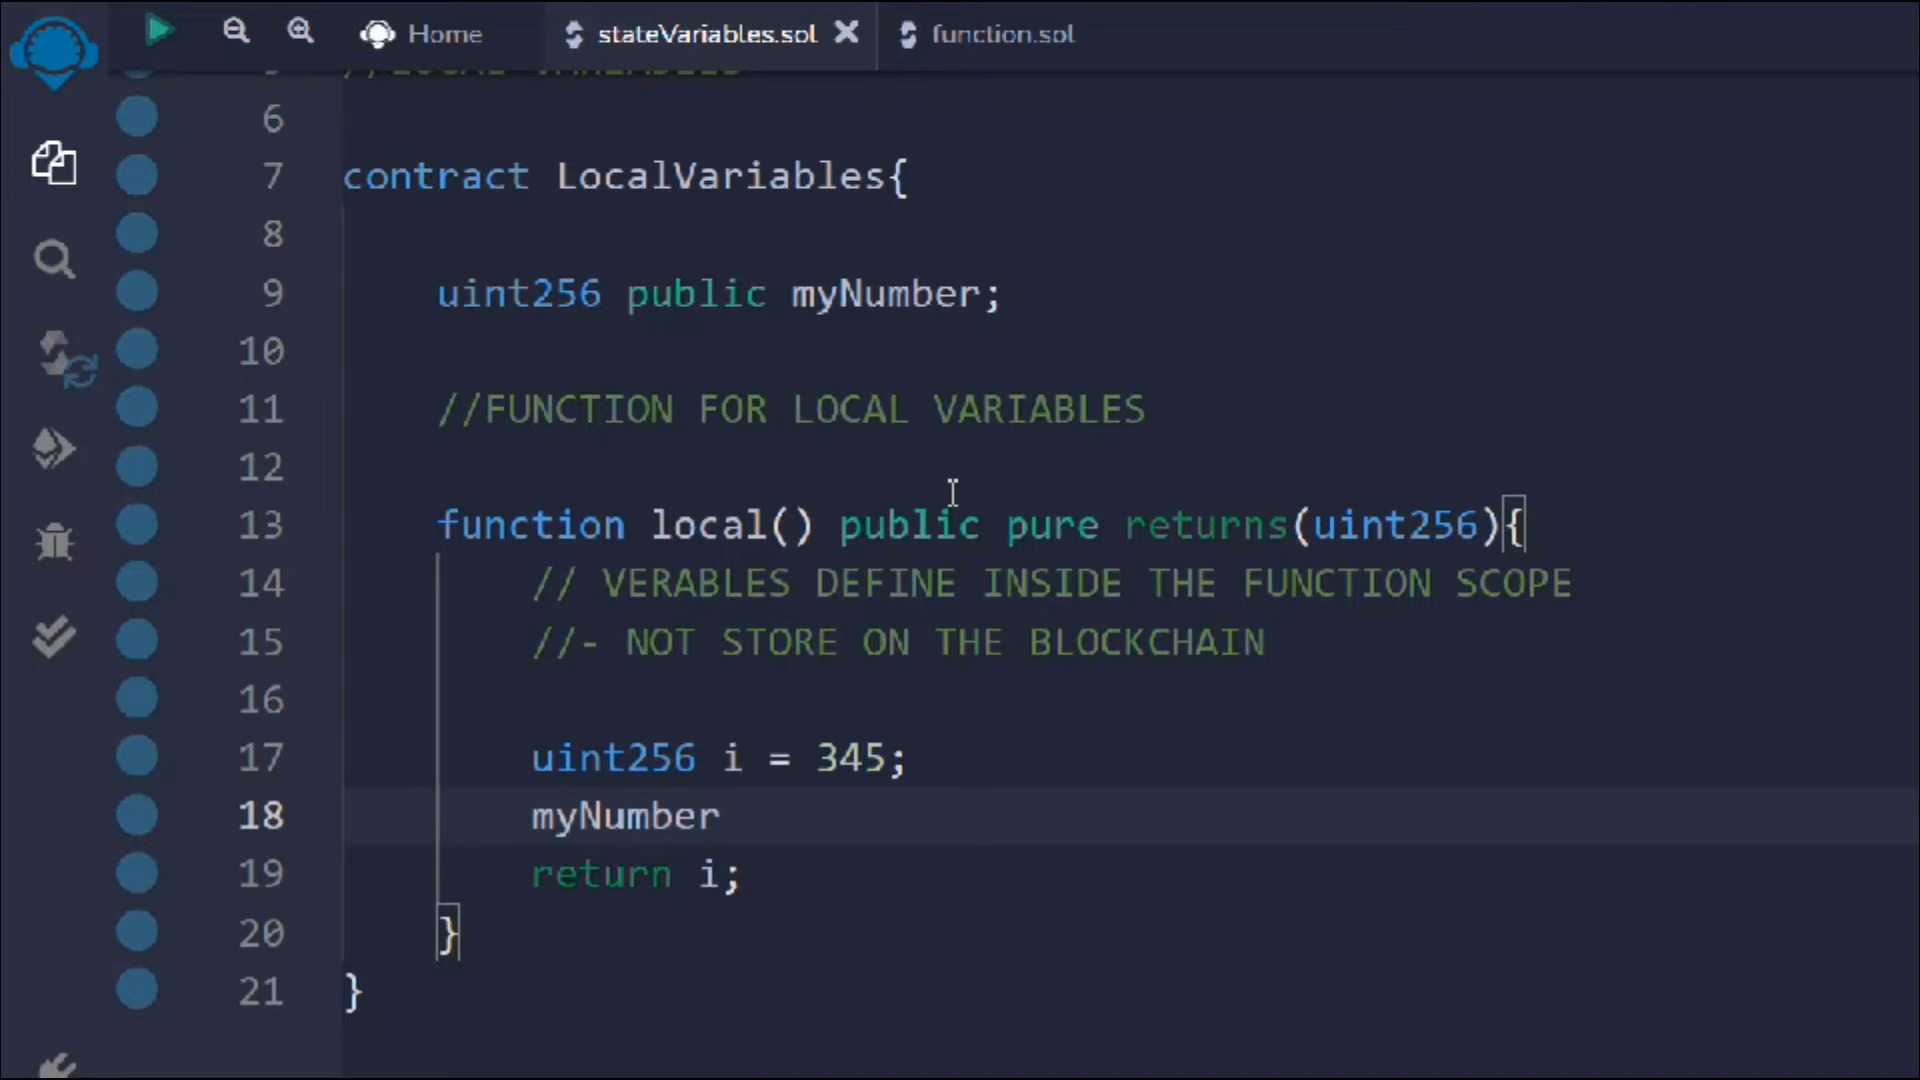 Home stateVariables.sol function.sol
6
7 contract LocalVariables{
8
9 uint256 public myNumber;
10
11 //FUNCTION FOR LOCAL VARIABLES
12
13 function local() public pure returns(uint256){
14 // VERABLES DEFINE INSIDE THE FUNCTION SCOPE
15 //- NOT STORE ON THE BLOCKCHAIN
16
17 uint256 i = 345;
18 myNumber
19 return i;
20 }
21 }